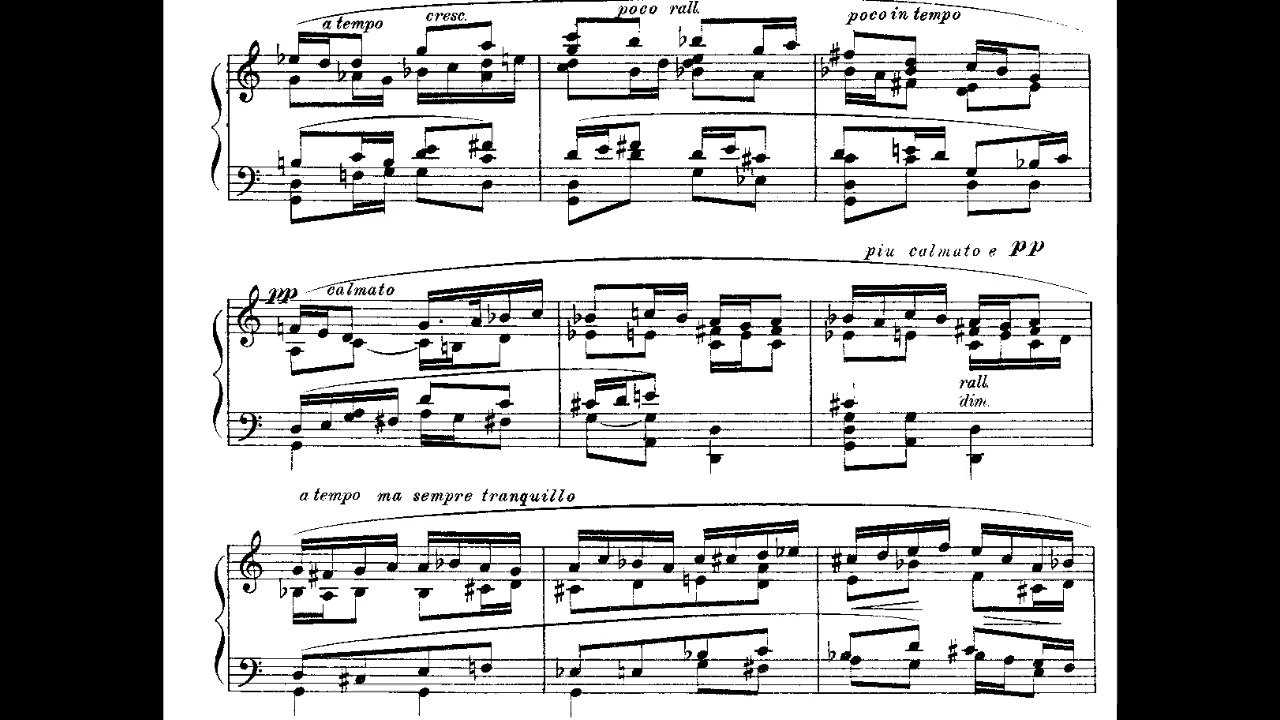 a tempo cresc. poco rall. poco in tempo
piu calmato e pp
pp calmato
rall.
dim.
a tempo ma sempre tranquillo